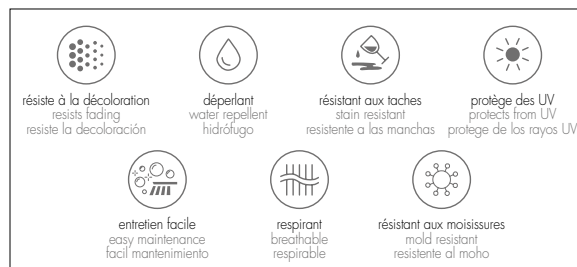 résiste à la décoloration
resists fading
resiste la decoloración
déperlant
water repellent
hidrófugo
résistant aux taches
stain resistant
resistente a las manchas
protège des UV
protects from UV
protege de los rayos UV
entretien facile
easy maintenance
facil mantenimiento
respirant
breathable
respirable
résistant aux moisissures
mold resistant
resistente al moho